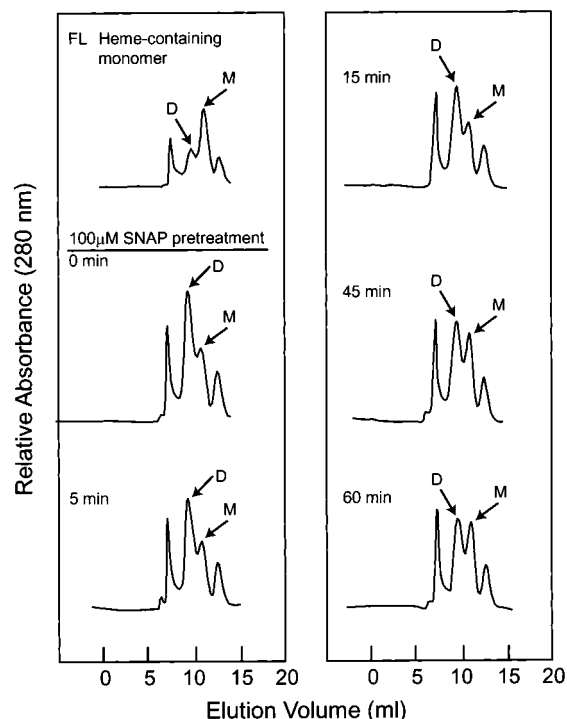 FL Heme-containing
monomer
D
M
100µM SNAP pretreatment
0 min
D
M
5 min
D
M
15 min
D
M
45 min
D
M
60 min
D
M
0 5 10 15 20
0 5 10 15 20
Relative Absorbance (280 nm)
Elution Volume (ml)